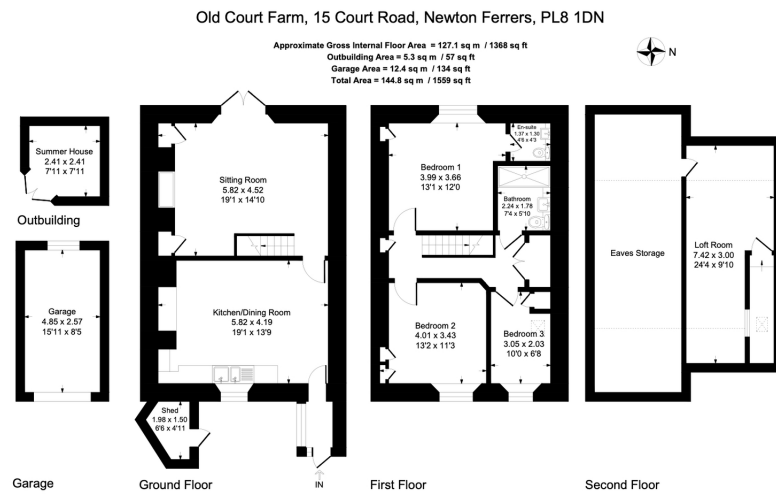 Old Court Farm, 15 Court Road, Newton Ferrers, PL8 1DN
Approximate Gross Internal Floor Area = 127.1 sq m / 1368 sq ft
Outbuilding Area = 5.3 sq m / 57 sq ft
Garage Area = 12.4 sq m / 134 sq ft
Total Area = 144.8 sq m / 1559 sq ft
N
Summer House
2.41 x 2.41
7'11 x 7'11
Outbuilding
Garage
4.85 x 2.57
15'11 x 8'5
Garage
Sitting Room
5.82 x 4.52
19'1 x 14'10
Kitchen/Dining Room
5.82 x 4.19
19'1 x 13'9
Shed
1.98 x 1.50
6'6 x 4'11
IN
Ground Floor
En-suite
1.37 x 1.30
4'6 x 4'3
Bedroom 1
3.99 x 3.66
13'1 x 12'0
Bathroom
2.24 x 1.78
7'4 x 5'10
Bedroom 2
4.01 x 3.43
13'2 x 11'3
Bedroom 3
3.05 x 2.03
10'0 x 6'8
First Floor
Eaves Storage
Loft Room
7.42 x 3.00
24'4 x 9'10
Second Floor